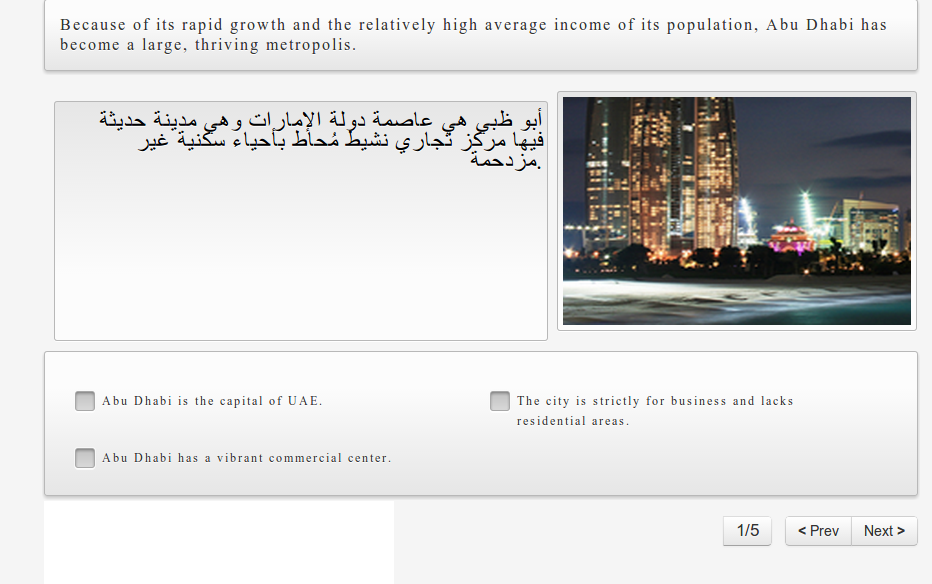 Because of its rapid growth and the relatively high average income of its population, Abu Dhabi has
become a large, thriving metropolis.
أبو ظبي هي عاصمة دولة الإمارات وهي مدينة حديثة
فيها مركز تجاري نشيط مُحاط بأحياء سكنية غير
مزدحمة.
Abu Dhabi is the capital of UAE.
The city is strictly for business and lacks
residential areas.
Abu Dhabi has a vibrant commercial center.
1/5
< Prev
Next >